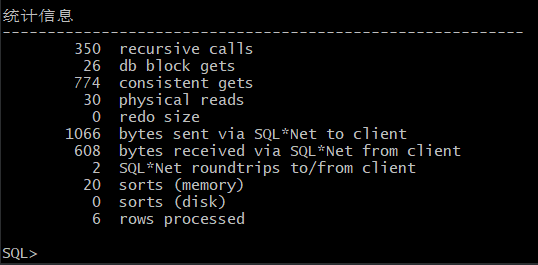 统计信息
----------------------------------------------------------
350 recursive calls
26 db block gets
774 consistent gets
30 physical reads
0 redo size
1066 bytes sent via SQL*Net to client
608 bytes received via SQL*Net from client
2 SQL*Net roundtrips to/from client
20 sorts (memory)
0 sorts (disk)
6 rows processed
SQL>